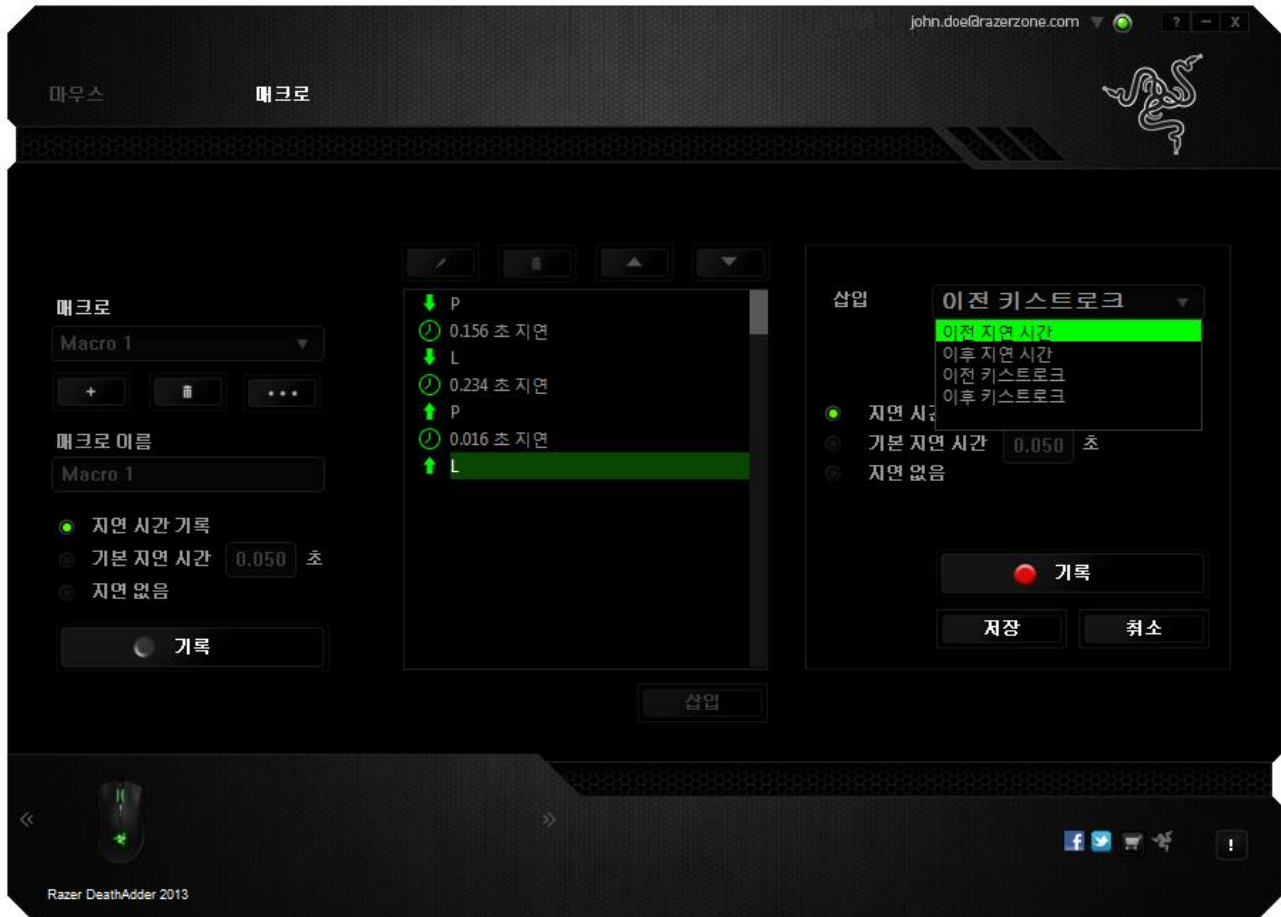 john.doe@razerzone.com
? - X
마우스
매크로
매크로
Macro 1
+
...
매크로 이름
Macro 1
지연 시간 기록
기본 지연 시간 0.050 초
지연 없음
기록
P
0.156 초 지연
L
0.234 초 지연
P
0.016 초 지연
L
삽입
삽입 이전 키스트로크
이전 지연 시간
이후 지연 시간
이전 키스트로크
이후 키스트로크
지연
기본 지연 시간 0.050 초
지연 없음
기록
저장
취소
Razer DeathAdder 2013
f
!